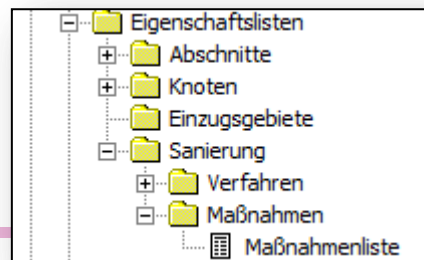 Eigenschaftslisten
Abschnitte
Knoten
Einzugsgebiete
Sanierung
Verfahren
Maßnahmen
Maßnahmenliste